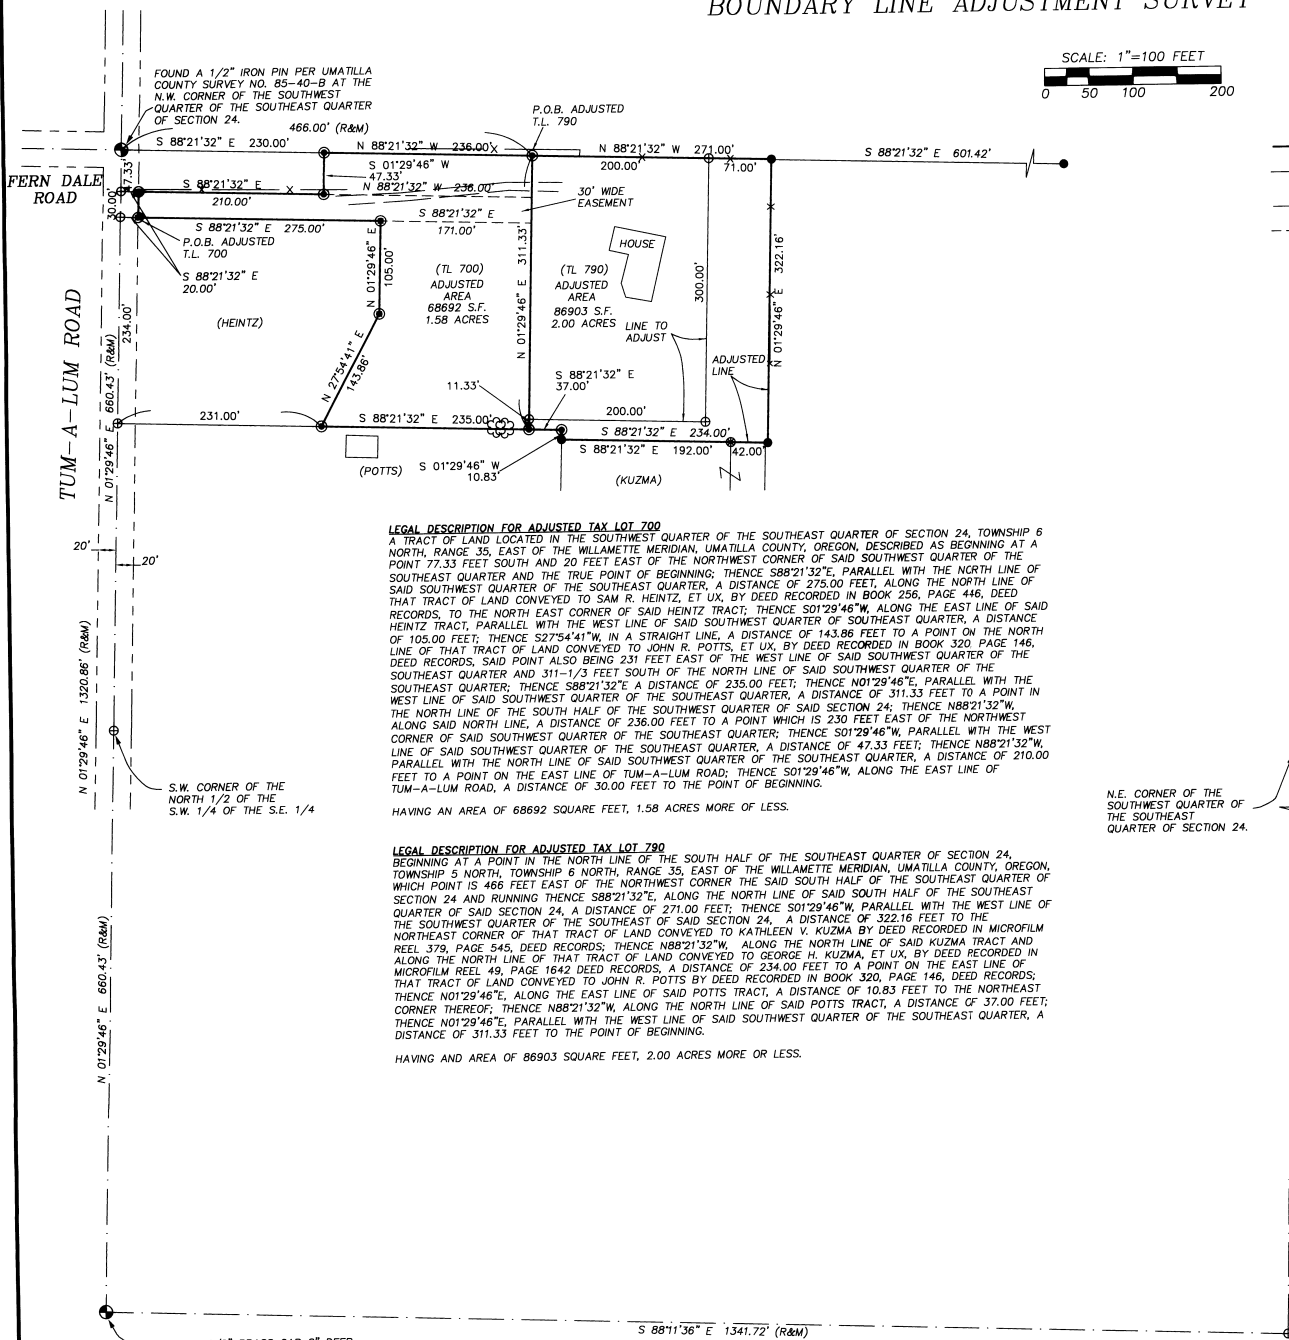 BOUNDARY LINE ADJUSTMENT SURVEY
SCALE: 1"=100 FEET
0 50 100 200
FOUND A 1/2" IRON PIN PER UMATILLA
COUNTY SURVEY NO. 85-40-B AT THE
N.W. CORNER OF THE SOUTHWEST
QUARTER OF THE SOUTHEAST QUARTER
OF SECTION 24.
466.00' (R&M)
P.O.B. ADJUSTED
T.L. 790
S 88°21'32" E 230.00'
N 88°21'32" W 236.00'
N 88°21'32" W 271.00'
200.00'
71.00'
S 88°21'32" E 601.42'
S 01°29'46" W
47.33'
47.33'
FERN DALE
ROAD
30.00'
S 88°21'32" E
210.00'
N 88°21'32" W 236.00'
30' WIDE
EASEMENT
S 88°21'32" E 275.00'
S 88°21'32" E
171.00'
P.O.B. ADJUSTED
T.L. 700
S 88°21'32" E
20.00'
N 01°29'46" E
105.00'
N 01°29'46" E 311.33'
HOUSE
N 01°29'46" E 322.16'
300.00'
(TL 700)
ADJUSTED
AREA
68692 S.F.
1.58 ACRES
(TL 790)
ADJUSTED
AREA
86903 S.F.
2.00 ACRES
LINE TO
ADJUST
ADJUSTED
LINE
(HEINTZ)
234.00'
TUM-A-LUM ROAD
N 01°29'46" E 660.43' (R&M)
N 27°54'41" E
143.86'
S 88°21'32" E
37.00'
11.33'
231.00'
S 88°21'32" E 235.00'
200.00'
S 88°21'32" E 234.00'
S 88°21'32" E 192.00'
42.00'
(POTTS)
S 01°29'46" W
10.83'
(KUZMA)
20'
20'
N 01°29'46" E 1320.86' (R&M)
LEGAL DESCRIPTION FOR ADJUSTED TAX LOT 700
A TRACT OF LAND LOCATED IN THE SOUTHWEST QUARTER OF THE SOUTHEAST QUARTER OF SECTION 24, TOWNSHIP 6
NORTH, RANGE 35, EAST OF THE WILLAMETTE MERIDIAN, UMATILLA COUNTY, OREGON, DESCRIBED AS BEGNNING AT A
POINT 77.33 FEET SOUTH AND 20 FEET EAST OF THE NORTHWEST CORNER OF SAID SOUTHWEST QUARTER OF THE
SOUTHEAST QUARTER AND THE TRUE POINT OF BEGINNING; THENCE S88°21'32"E, PARALLEL WITH THE NORTH LINE OF
SAID SOUTHWEST QUARTER OF THE SOUTHEAST QUARTER, A DISTANCE OF 275.00 FEET, ALONG THE NORTH LINE OF
THAT TRACT OF LAND CONVEYED TO SAM R. HEINTZ, ET UX, BY DEED RECORDED IN BOOK 256, PAGE 446, DEED
RECORDS, TO THE NORTH EAST CORNER OF SAID HEINTZ TRACT; THENCE S01°29'46"W, ALONG THE EAST LINE OF SAID
HEINTZ TRACT, PARALLEL WITH THE WEST LINE OF SAID SOUTHWEST QUARTER OF SOUTHEAST QUARTER, A DISTANCE
OF 105.00 FEET; THENCE S27°54'41"W, IN A STRAIGHT LINE, A DISTANCE OF 143.86 FEET TO A POINT ON THE NORTH
LINE OF THAT TRACT OF LAND CONVEYED TO JOHN R. POTTS, ET UX, BY DEED RECORDED IN BOOK 320 PAGE 146,
DEED RECORDS, SAID POINT ALSO BEING 231 FEET EAST OF THE WEST LINE OF SAID SOUTHWEST QUARTER OF THE
SOUTHEAST QUARTER AND 311-1/3 FEET SOUTH OF THE NORTH LINE OF SAID SOUTHWEST QUARTER OF THE
SOUTHEAST QUARTER; THENCE S88°21'32"E A DISTANCE OF 235.00 FEET; THENCE N01°29'46"E, PARALLEL WITH THE
WEST LINE OF SAID SOUTHWEST QUARTER OF THE SOUTHEAST QUARTER, A DISTANCE OF 311.33 FEET TO A POINT IN
THE NORTH LINE OF THE SOUTH HALF OF THE SOUTHWEST QUARTER OF SAID SECTION 24; THENCE N88°21'32"W,
ALONG SAID NORTH LINE, A DISTANCE OF 236.00 FEET TO A POINT WHICH IS 230 FEET EAST OF THE NORTHWEST
CORNER OF SAID SOUTHWEST QUARTER OF THE SOUTHEAST QUARTER; THENCE S01°29'46"W, PARALLEL WITH THE WEST
LINE OF SAID SOUTHWEST QUARTER OF THE SOUTHEAST QUARTER, A DISTANCE OF 47.33 FEET; THENCE N88°21'32"W,
PARALLEL WITH THE NORTH LINE OF SAID SOUTHWEST QUARTER OF THE SOUTHEAST QUARTER, A DISTANCE OF 210.00
FEET TO A POINT ON THE EAST LINE OF TUM-A-LUM ROAD; THENCE S01°29'46"W, ALONG THE EAST LINE OF
TUM-A-LUM ROAD, A DISTANCE OF 30.00 FEET TO THE POINT OF BEGINNING.
HAVING AN AREA OF 68692 SQUARE FEET, 1.58 ACRES MORE OF LESS.
S.W. CORNER OF THE
NORTH 1/2 OF THE
S.W. 1/4 OF THE S.E. 1/4
N.E. CORNER OF THE
SOUTHWEST QUARTER OF
THE SOUTHEAST
QUARTER OF SECTION 24.
LEGAL DESCRIPTION FOR ADJUSTED TAX LOT 790
BEGINNING AT A POINT IN THE NORTH LINE OF THE SOUTH HALF OF THE SOUTHEAST QUARTER OF SECTION 24,
TOWNSHIP 5 NORTH, TOWNSHIP 6 NORTH, RANGE 35, EAST OF THE WILLAMETTE MERIDIAN, UMATILLA COUNTY, OREGON,
WHICH POINT IS 466 FEET EAST OF THE NORTHWEST CORNER THE SAID SOUTH HALF OF THE SOUTHEAST QUARTER OF
SECTION 24 AND RUNNING THENCE S88°21'32"E, ALONG THE NORTH LINE OF SAID SOUTH HALF OF THE SOUTHEAST
QUARTER OF SAID SECTION 24, A DISTANCE OF 271.00 FEET; THENCE S01°29'46"W, PARALLEL WITH THE WEST LINE OF
THE SOUTHWEST QUARTER OF THE SOUTHEAST OF SAID SECTION 24, A DISTANCE OF 322.16 FEET TO THE
NORTHEAST CORNER OF THAT TRACT OF LAND CONVEYED TO KATHLEEN V. KUZMA BY DEED RECORDED IN MICROFILM
REEL 379, PAGE 545, DEED RECORDS; THENCE N88°21'32"W, ALONG THE NORTH LINE OF SAID KUZMA TRACT AND
ALONG THE NORTH LINE OF THAT TRACT OF LAND CONVEYED TO GEORGE H. KUZMA, ET UX, BY DEED RECORDED IN
MICROFILM REEL 49, PAGE 1642 DEED RECORDS, A DISTANCE OF 234.00 FEET TO A POINT ON THE EAST LINE OF
THAT TRACT OF LAND CONVEYED TO JOHN R. POTTS BY DEED RECORDED IN BOOK 320, PAGE 146, DEED RECORDS;
THENCE N01°29'46"E, ALONG THE EAST LINE OF SAID POTTS TRACT, A DISTANCE OF 10.83 FEET TO THE NORTHEAST
CORNER THEREOF; THENCE N88°21'32"W, ALONG THE NORTH LINE OF SAID POTTS TRACT, A DISTANCE OF 37.00 FEET;
THENCE N01°29'46"E, PARALLEL WITH THE WEST LINE OF SAID SOUTHWEST QUARTER OF THE SOUTHEAST QUARTER, A
DISTANCE OF 311.33 FEET TO THE POINT OF BEGINNING.
HAVING AND AREA OF 86903 SQUARE FEET, 2.00 ACRES MORE OR LESS.
N 01°29'46" E 660.43' (R&M)
S 88°11'36" E 1341.72' (R&M)